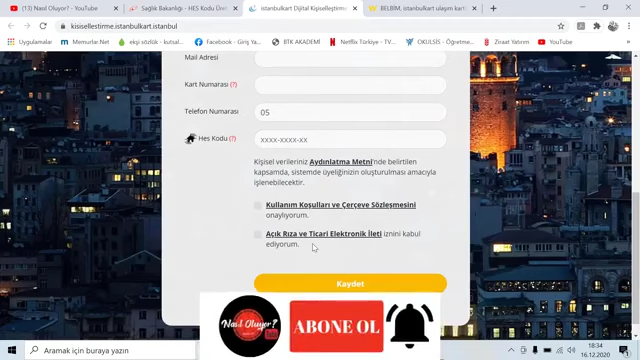 (13) Nasıl Oluyor? - YouTube
Sağlık Bakanlığı - HES Kodu Üret
istanbulkart Dijital Kişiselleştirme
BELBİM, istanbulkart ulaşım kart
kisisellestirme.istanbulkart.istanbul
Uygulamalar
Memurlar.Net
ekşi sözlük - kutsal...
Facebook - Giriş Yap...
BTK AKADEMİ
Netflix Türkiye - TV...
OKULSİS - Öğretme...
Ziraat Yatırım
YouTube
Mail Adresi
Kart Numarası (?)
Telefon Numarası
05
Hes Kodu (?)
xxxx-xxxx-xx
Kişisel verileriniz Aydınlatma Metni'nde belirtilen
kapsamda, sistemde üyeliğinizin oluşturulması amacıyla
işlenebilecektir.
Kullanım Koşulları ve Çerçeve Sözleşmesini
onaylıyorum.
Açık Rıza ve Ticari Elektronik İleti iznini kabul
ediyorum.
Kaydet
Nasıl Oluyor?
ABONE OL
Aramak için buraya yazın
18:34
16.12.2020